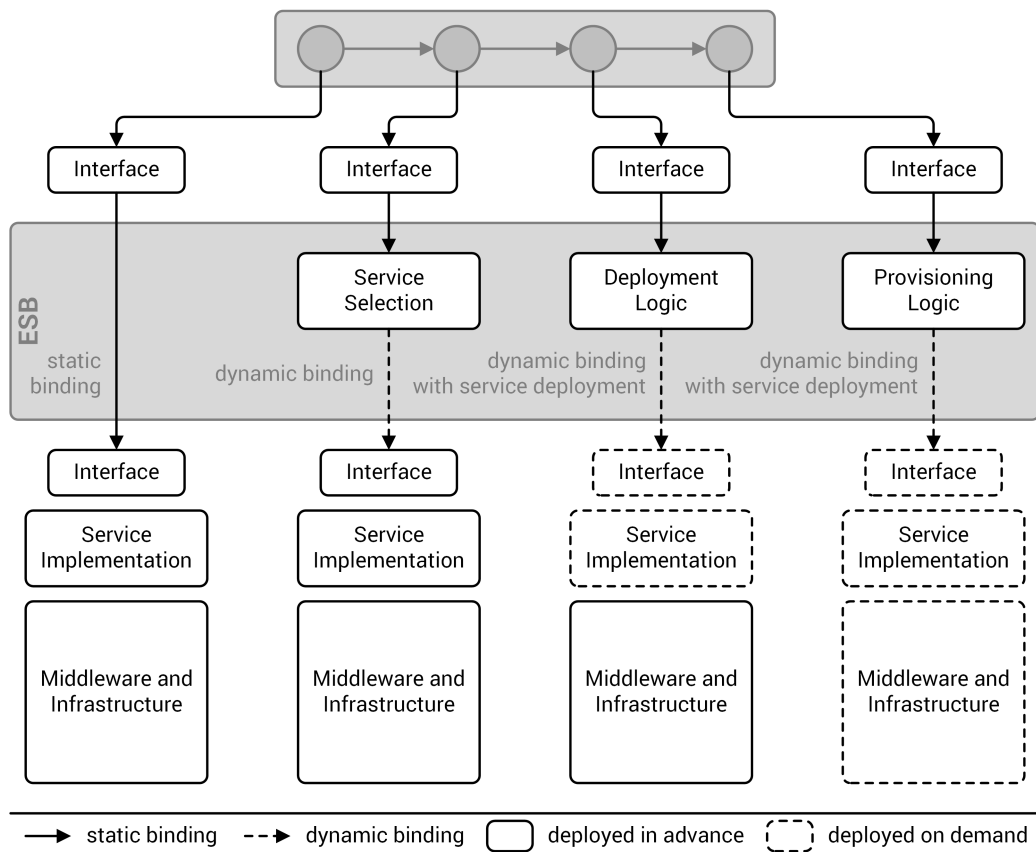 Interface
Interface
Interface
Interface
ESB
Service
Selection
Deployment
Logic
Provisioning
Logic
static
binding
dynamic binding
dynamic binding
with service deployment
dynamic binding
with service deployment
Interface
Interface
Interface
Interface
Service
Implementation
Service
Implementation
Service
Implementation
Service
Implementation
Middleware and
Infrastructure
Middleware and
Infrastructure
Middleware and
Infrastructure
Middleware and
Infrastructure
static binding
dynamic binding
deployed in advance
deployed on demand